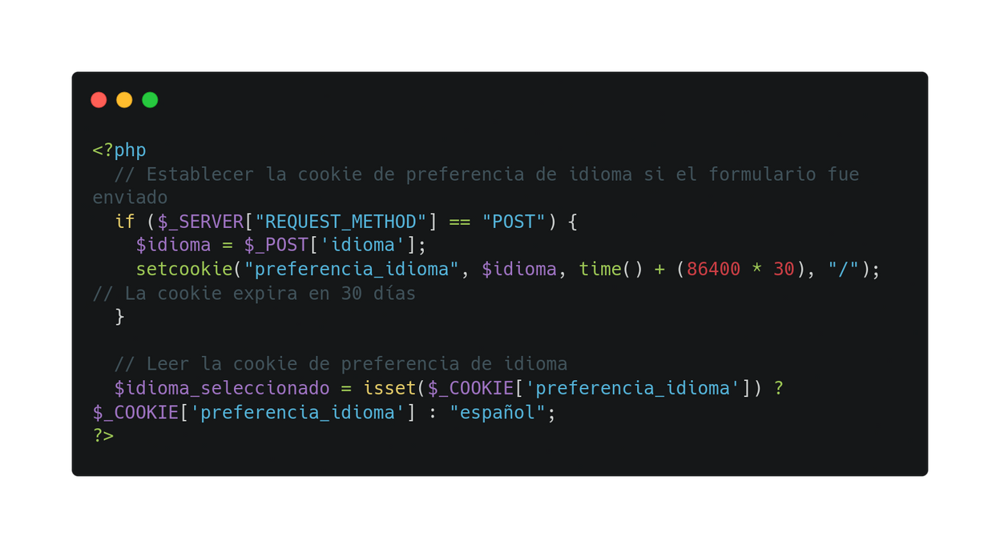 <?php
  // Establecer la cookie de preferencia de idioma si el formulario fue
enviado
  if ($_SERVER["REQUEST_METHOD"] == "POST") {
    $idioma = $_POST['idioma'];
    setcookie("preferencia_idioma", $idioma, time() + (86400 * 30), "/");
// La cookie expira en 30 días
  }

  // Leer la cookie de preferencia de idioma
  $idioma_seleccionado = isset($_COOKIE['preferencia_idioma']) ?
$_COOKIE['preferencia_idioma'] : "español";
?>